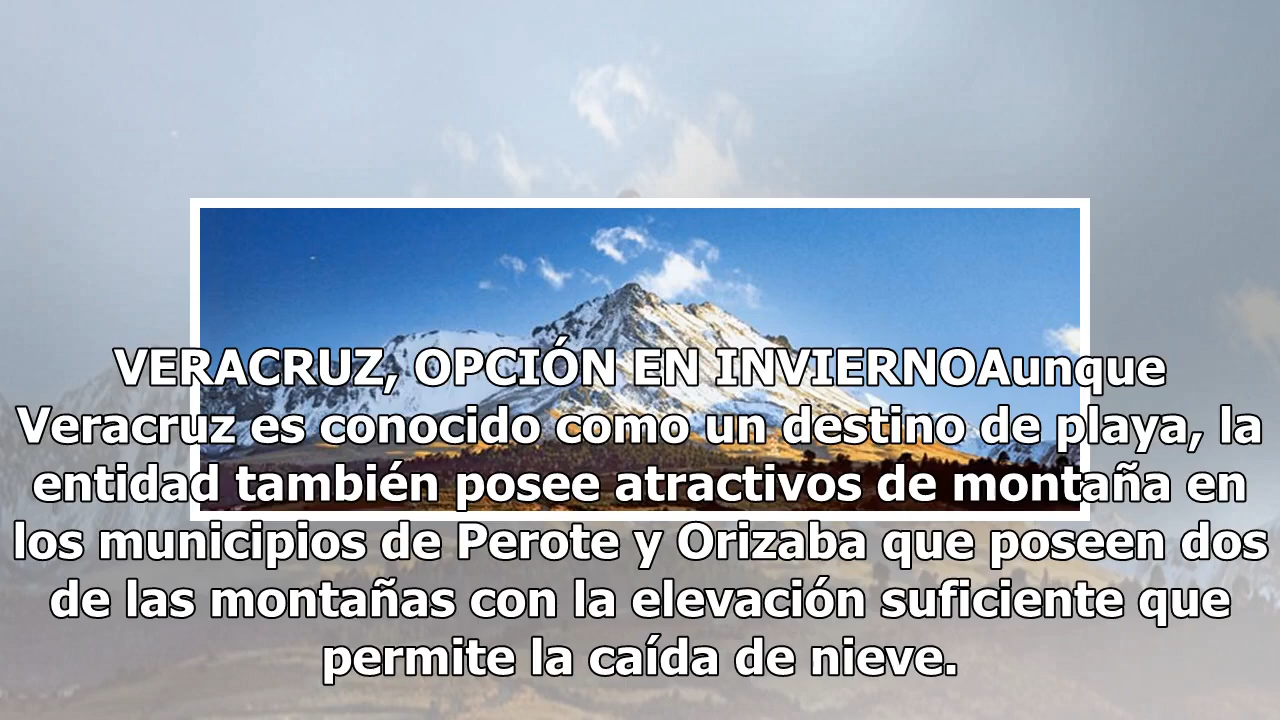 VERACRUZ, OPCIÓN EN INVIERNOAunque
Veracruz es conocido como un destino de playa, la
entidad también posee atractivos de montaña en
los municipios de Perote y Orizaba que poseen dos
de las montañas con la elevación suficiente que
permite la caída de nieve.